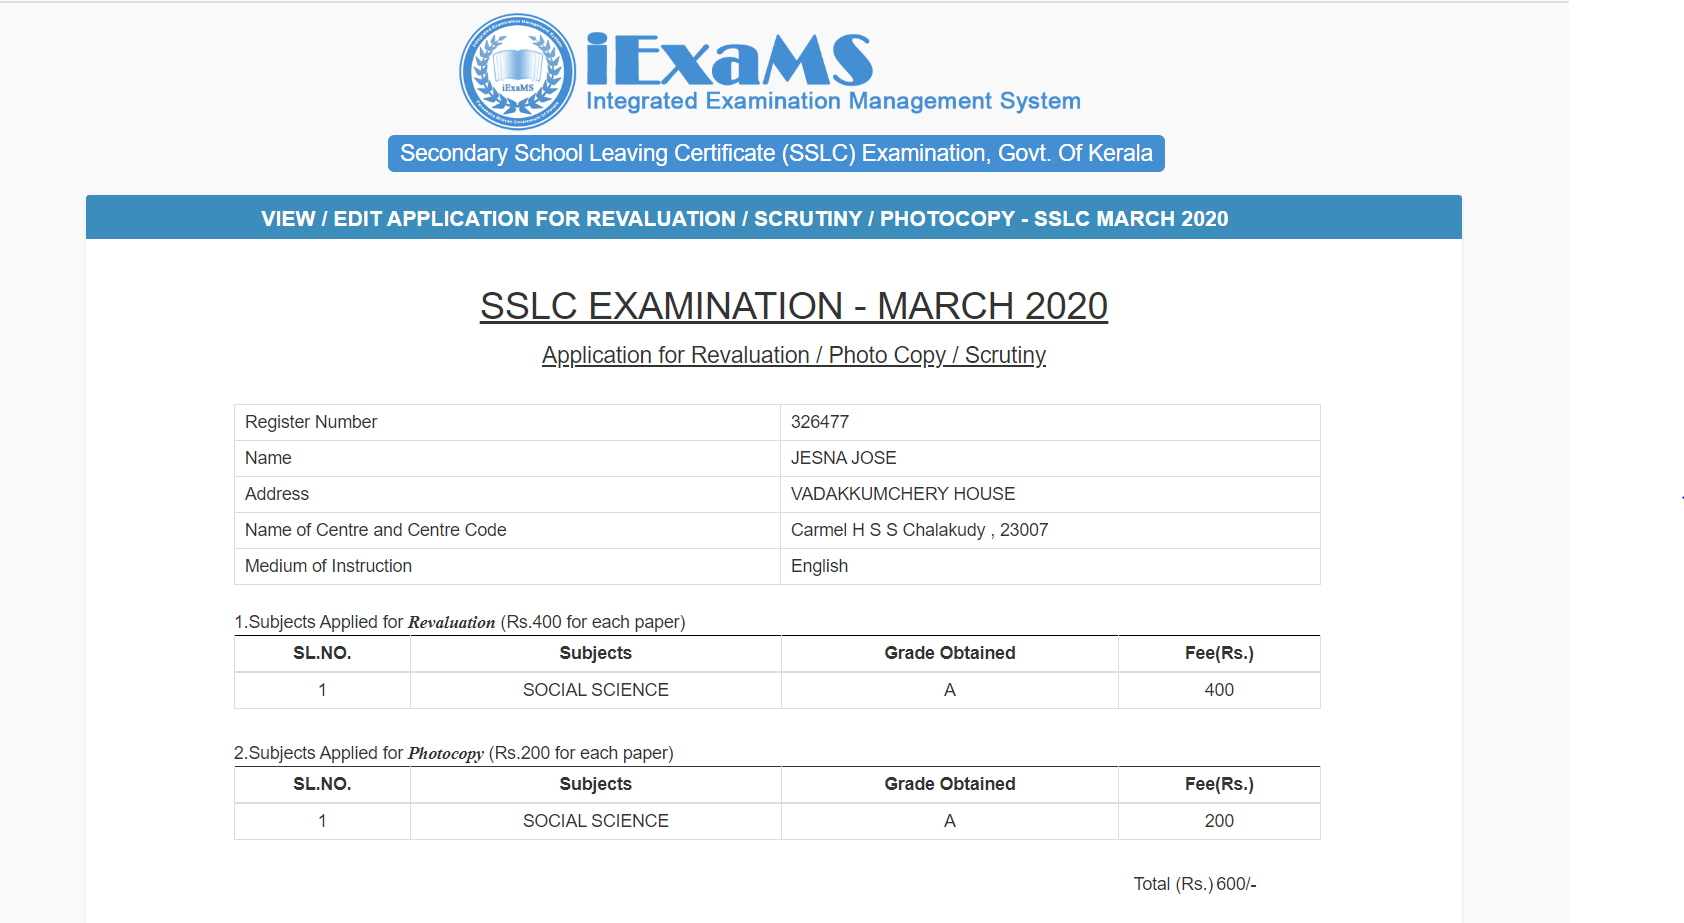 iExaMS
iExaMS
Integrated Examination Management System
Secondary School Leaving Certificate (SSLC) Examination, Govt. Of Kerala
VIEW / EDIT APPLICATION FOR REVALUATION / SCRUTINY / PHOTOCOPY - SSLC MARCH 2020
SSLC EXAMINATION - MARCH 2020
Application for Revaluation / Photo Copy / Scrutiny
Register Number 326477
Name JESNA JOSE
Address VADAKKUMCHERY HOUSE
Name of Centre and Centre Code Carmel H S S Chalakudy , 23007
Medium of Instruction English
1.Subjects Applied for Revaluation (Rs.400 for each paper)
SL.NO. Subjects Grade Obtained Fee(Rs.)
1 SOCIAL SCIENCE A 400
2.Subjects Applied for Photocopy (Rs.200 for each paper)
SL.NO. Subjects Grade Obtained Fee(Rs.)
1 SOCIAL SCIENCE A 200
Total (Rs.) 600/-